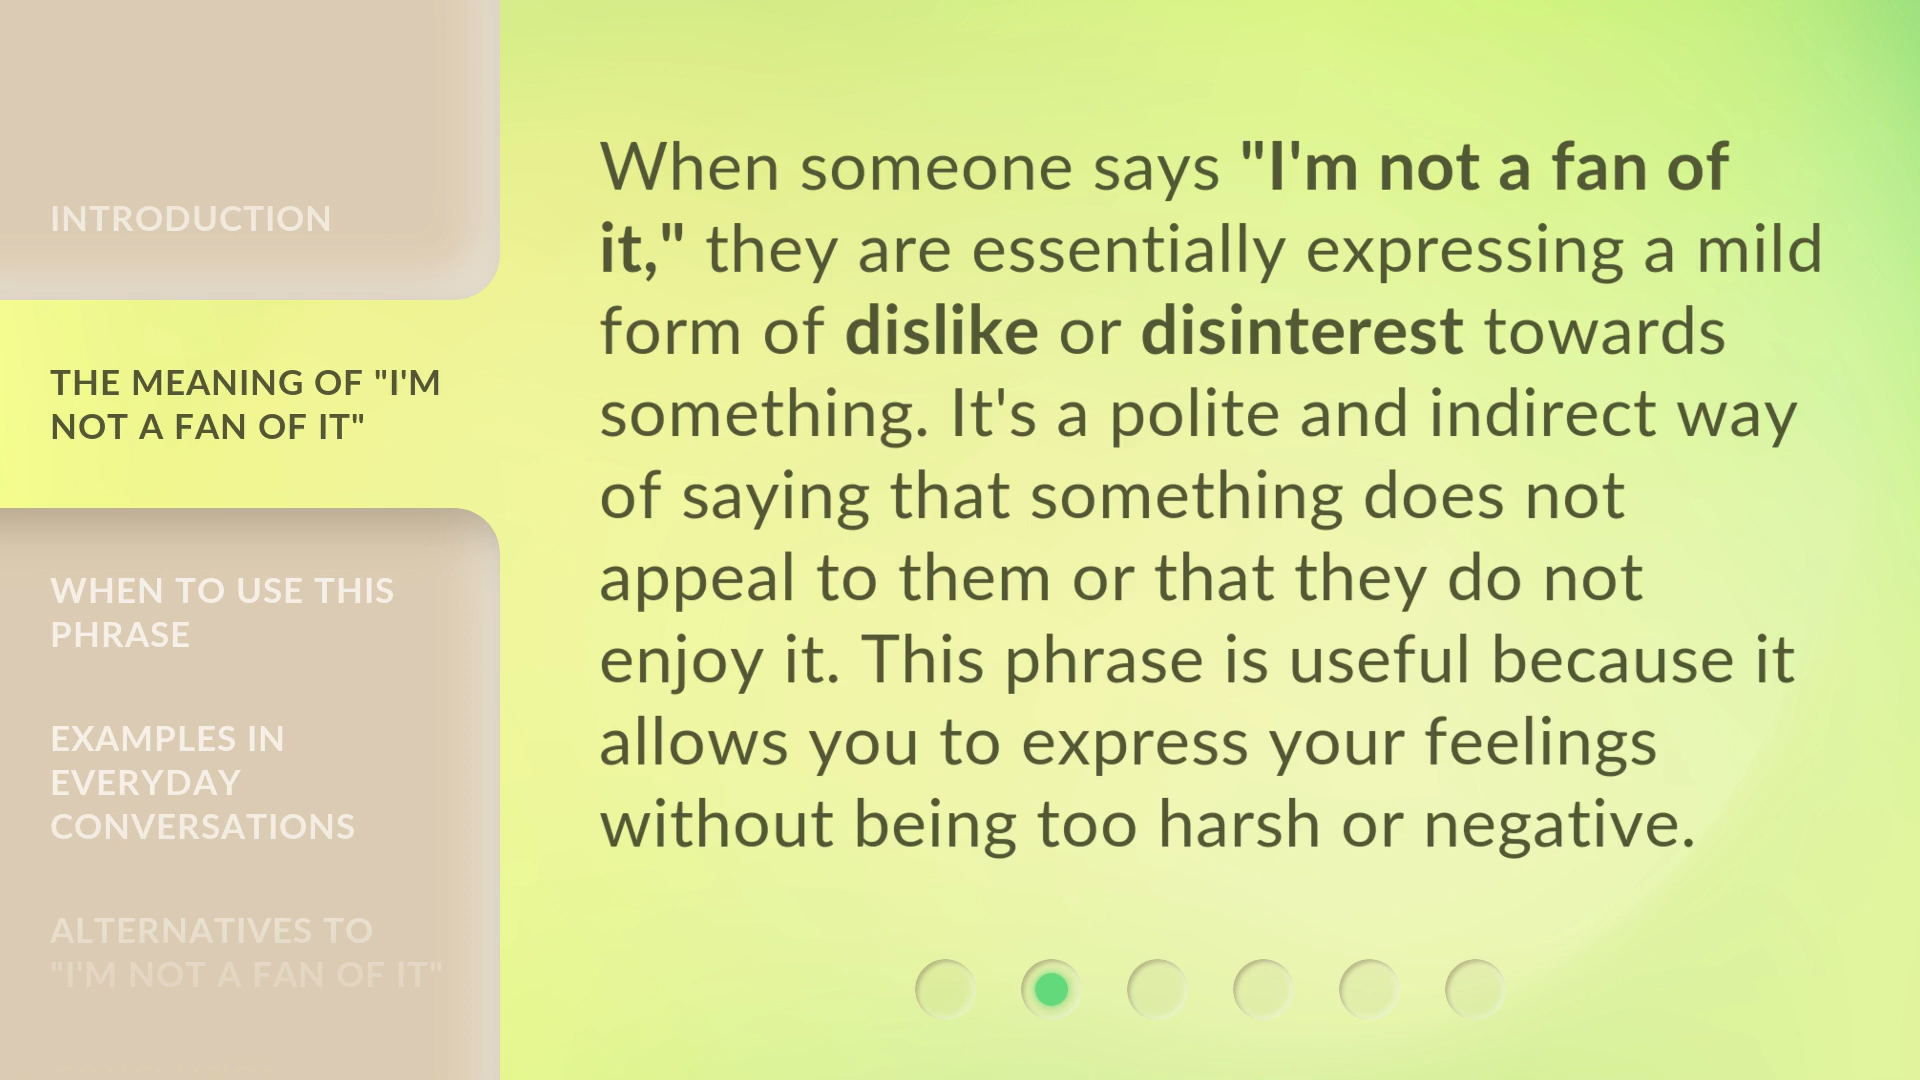 INTRODUCTION
THE MEANING OF "I'M
NOT A FAN OF IT"
WHEN TO USE THIS
PHRASE
EXAMPLES IN
EVERYDAY
CONVERSATIONS
ALTERNATIVES TO
"I'M NOT A FAN OF IT"
When someone says "I'm not a fan of
it," they are essentially expressing a mild
form of dislike or disinterest towards
something. It's a polite and indirect way
of saying that something does not
appeal to them or that they do not
enjoy it. This phrase is useful because it
allows you to express your feelings
without being too harsh or negative.